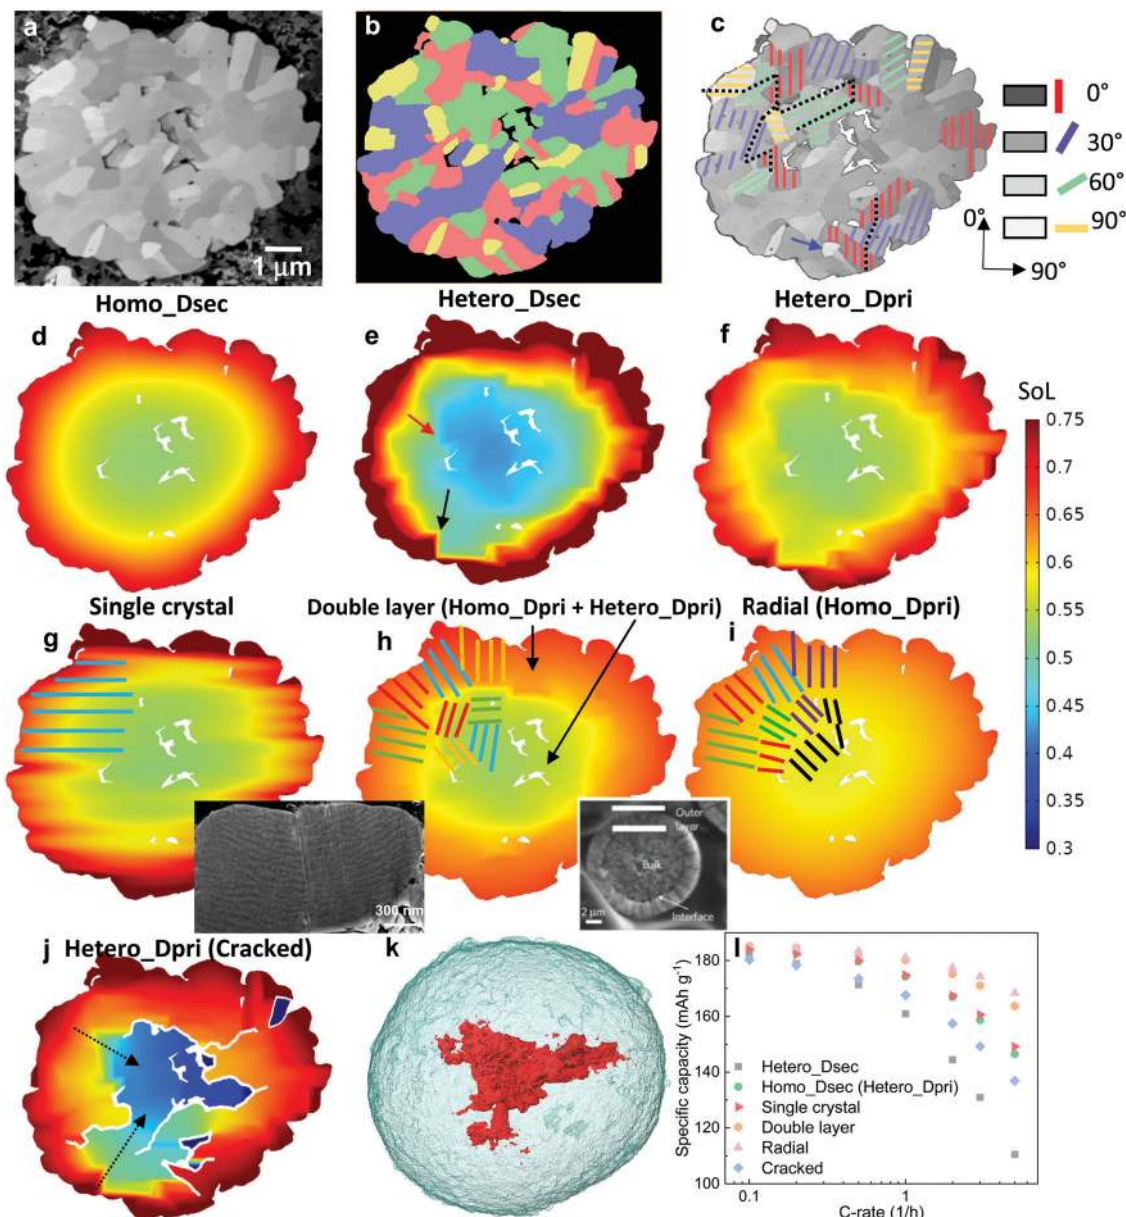 a
b
c
1 μm
0°
30°
60°
90°
0°
90°
Homo_Dsec
Hetero_Dsec
Hetero_Dpri
d
e
f
SoL
0.75
0.7
0.65
0.6
0.55
0.5
0.45
0.4
0.35
0.3
Single crystal
Double layer (Homo_Dpri + Hetero_Dpri)
Radial (Homo_Dpri)
g
h
i
300 nm
Outer
layer
Bulk
2 μm
Interface
Hetero_Dpri (Cracked)
j
k
l
Specific capacity (mAh g⁻¹)
180
160
140
120
100
Hetero_Dsec
Homo_Dsec (Hetero_Dpri)
Single crystal
Double layer
Radial
Cracked
0.1
1
C-rate (1/h)